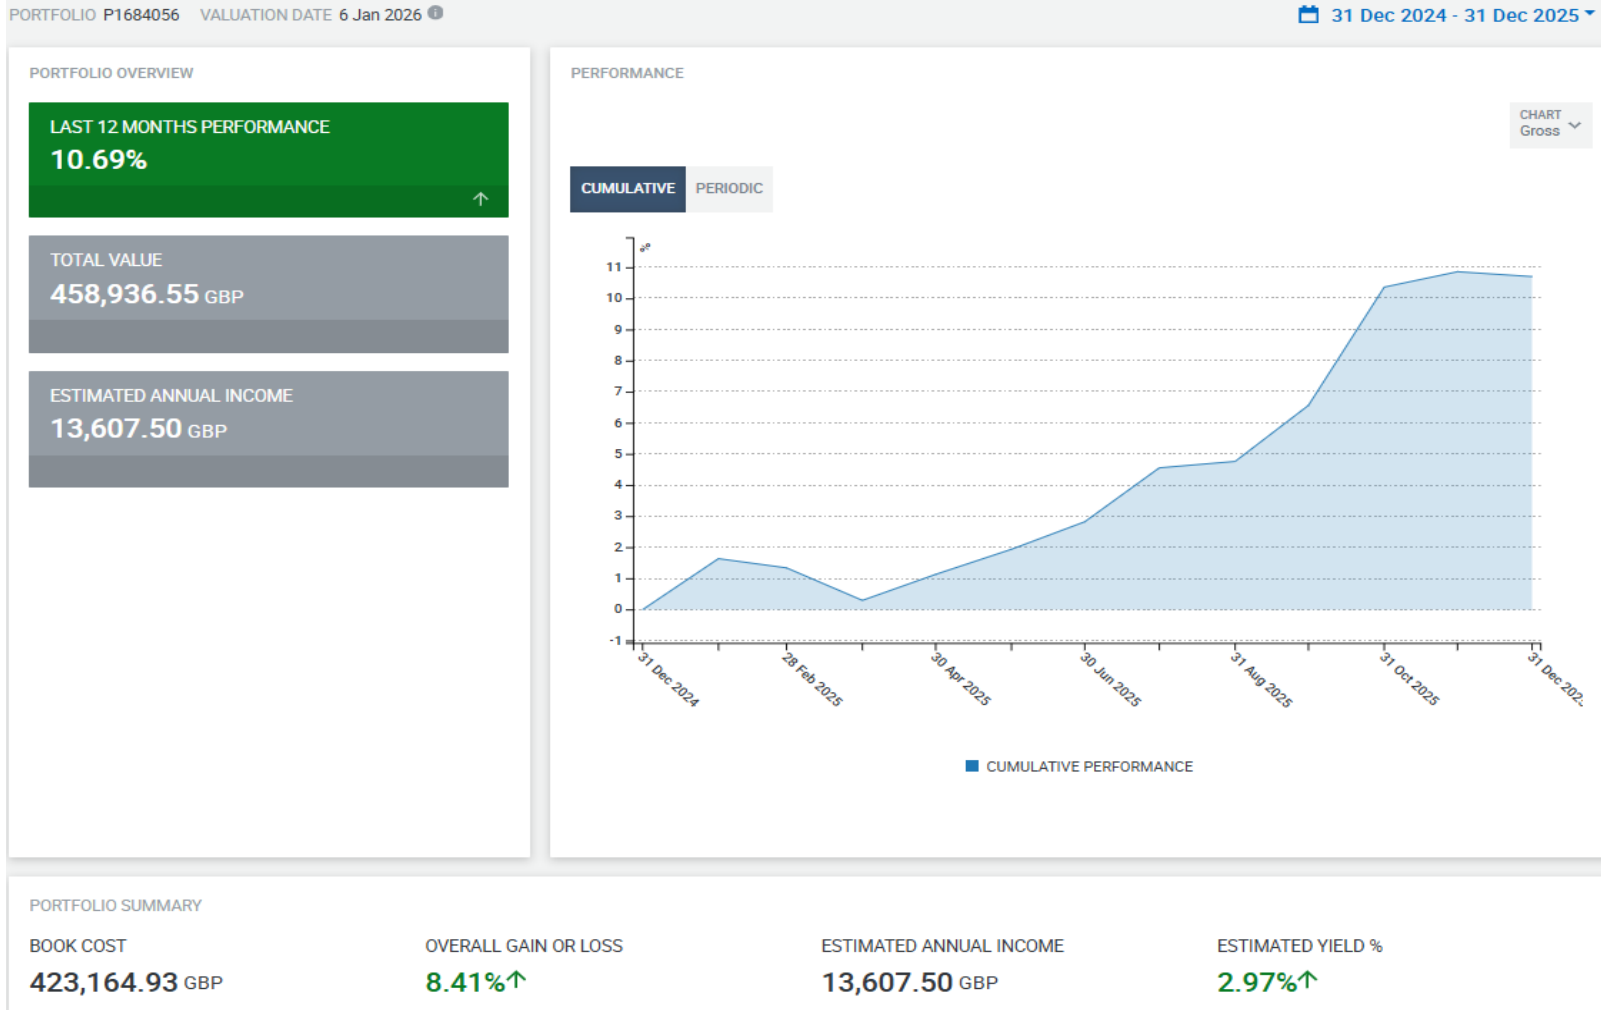 PORTFOLIO P1684056 VALUATION DATE 6 Jan 2026
31 Dec 2024 - 31 Dec 2025
PORTFOLIO OVERVIEW
LAST 12 MONTHS PERFORMANCE
10.69%
TOTAL VALUE
458,936.55 GBP
ESTIMATED ANNUAL INCOME
13,607.50 GBP
PERFORMANCE
CHART
Gross
CUMULATIVE PERIODIC
%
11
10
9
8
7
6
5
4
3
2
1
0
-1
31 Dec 2024
28 Feb 2025
30 Apr 2025
30 Jun 2025
31 Aug 2025
31 Oct 2025
31 Dec 202
CUMULATIVE PERFORMANCE
PORTFOLIO SUMMARY
BOOK COST
423,164.93 GBP
OVERALL GAIN OR LOSS
8.41%↑
ESTIMATED ANNUAL INCOME
13,607.50 GBP
ESTIMATED YIELD %
2.97%↑